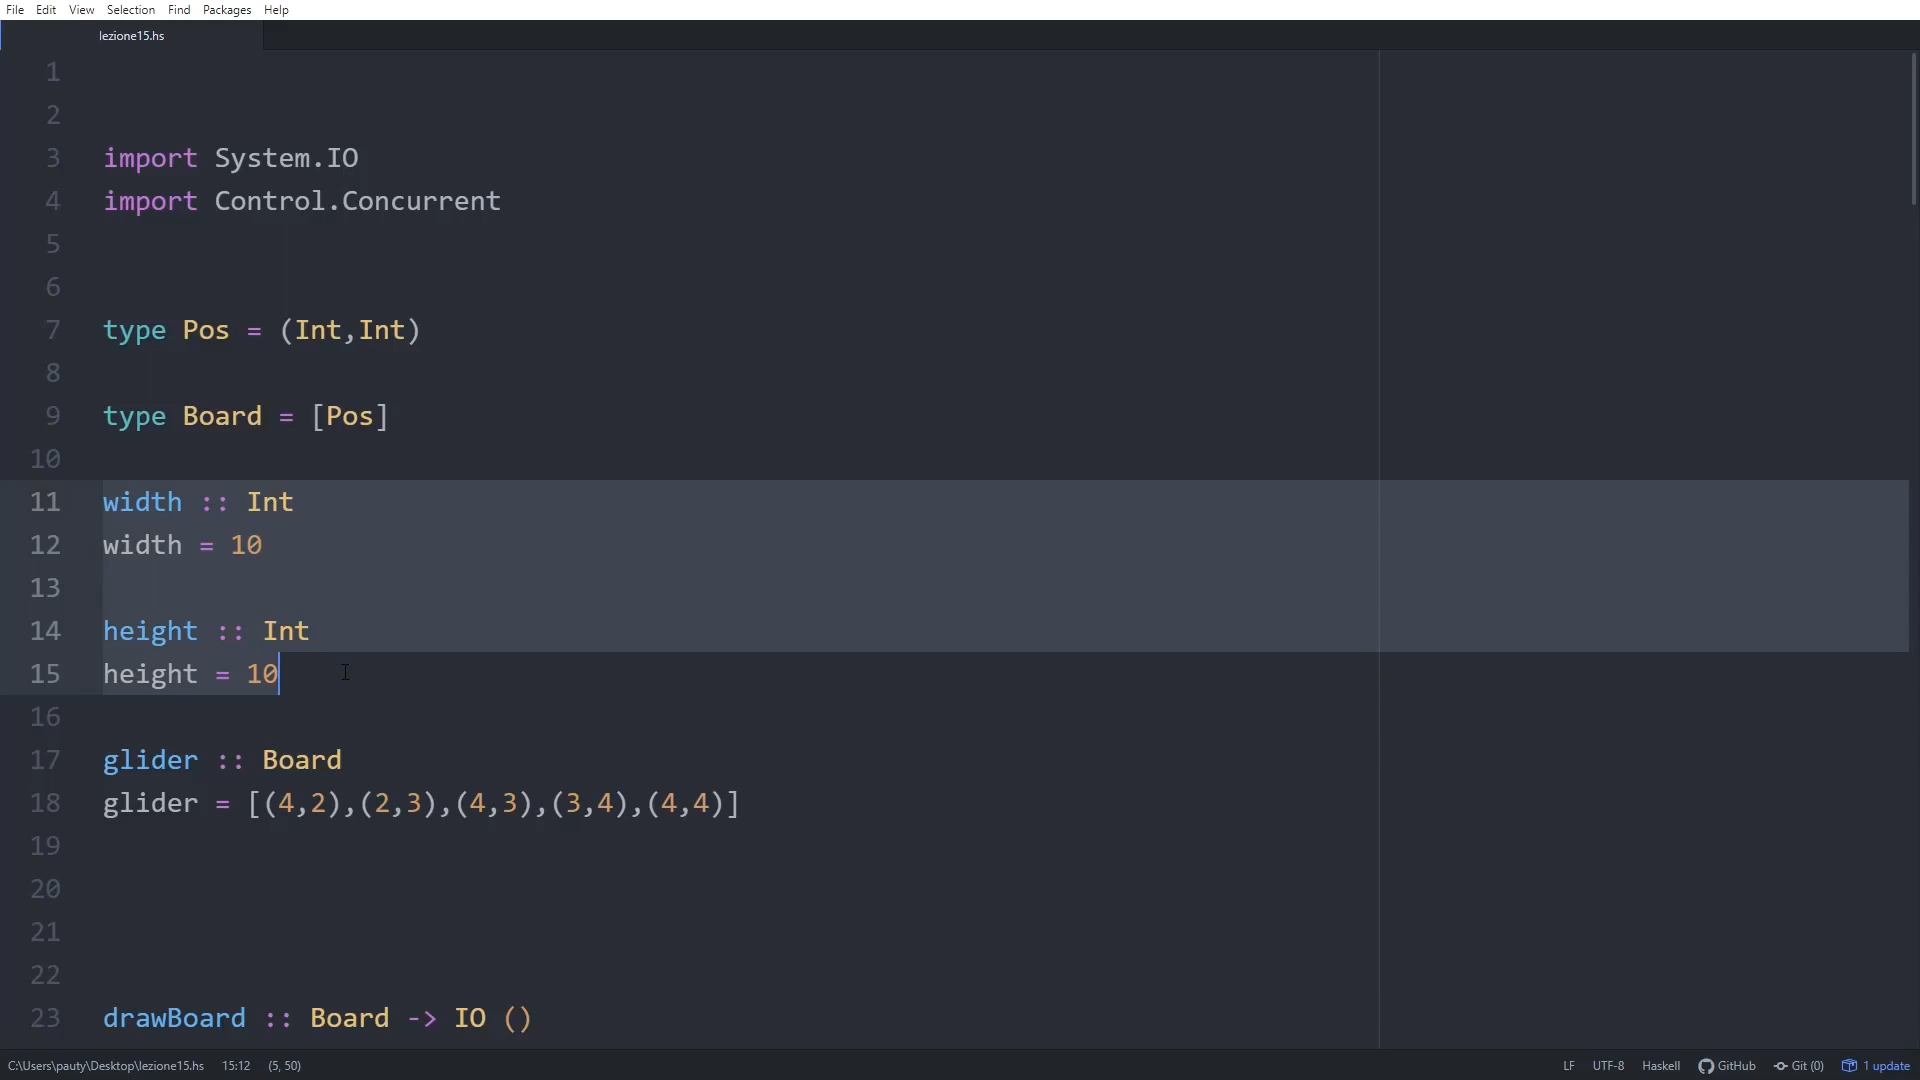 File Edit View Selection Find Packages Help
lezione15.hs
1
2
3 import System.IO
4 import Control.Concurrent
5
6
7 type Pos = (Int,Int)
8
9 type Board = [Pos]
10
11 width :: Int
12 width = 10
13
14 height :: Int
15 height = 10
16
17 glider :: Board
18 glider = [(4,2),(2,3),(4,3),(3,4),(4,4)]
19
20
21
22
23 drawBoard :: Board -> IO ()
C:\Users\pauty\Desktop\lezione15.hs 15:12 (5, 50) LF UTF-8 Haskell GitHub Git (0) 1 update